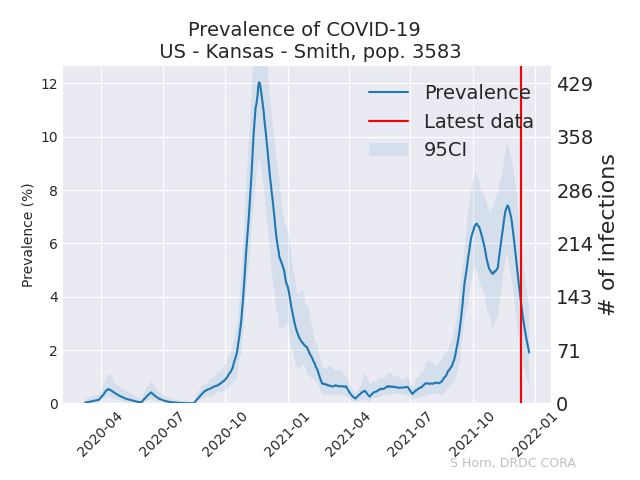 Prevalence of COVID-19
US - Kansas - Smith, pop. 3583
Prevalence (%)
12
10
8
6
4
2
0
429
358
286
214
143
71
0
# of infections
Prevalence
Latest data
95CI
2020-04
2020-07
2020-10
2021-01
2021-04
2021-07
2021-10
2022-01
S Horn, DRDC CORA